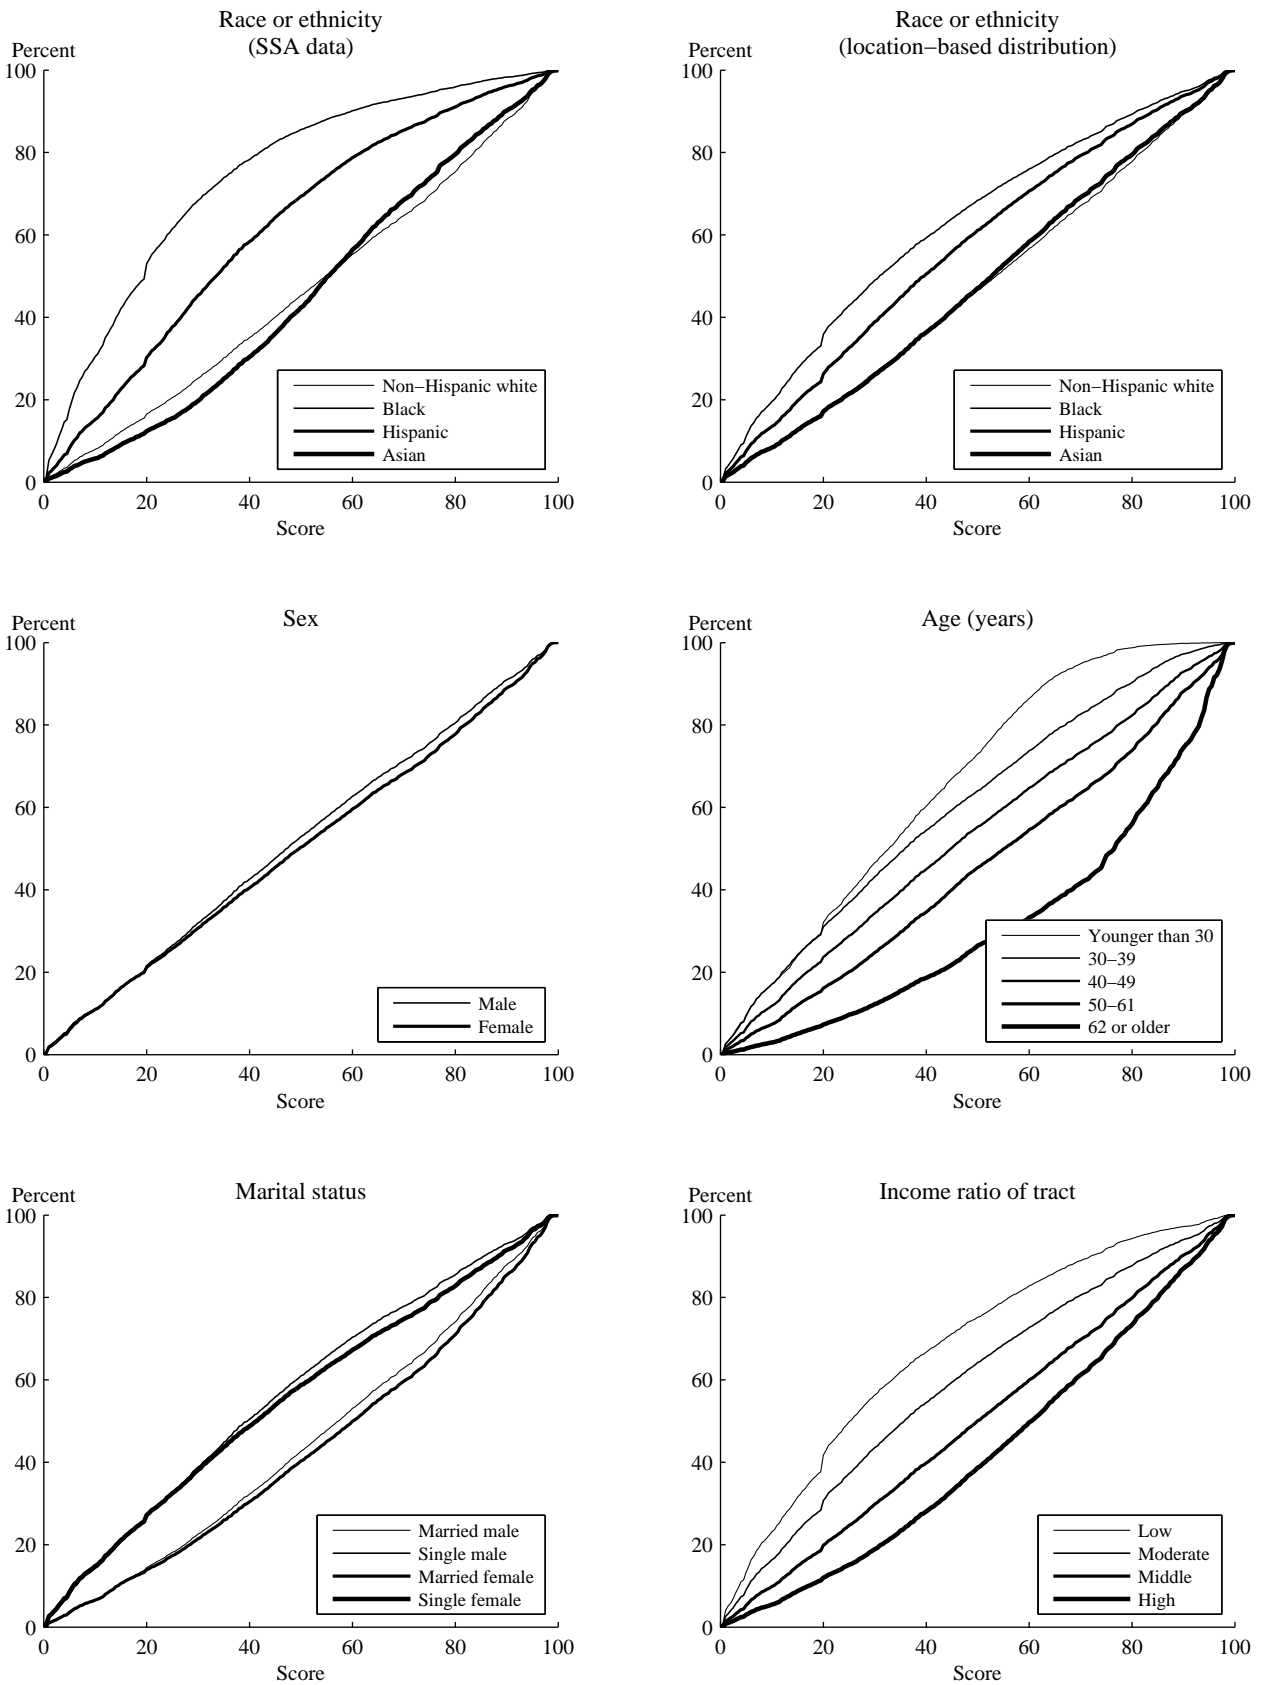 Race or ethnicity
(SSA data)
Percent
100
80
60
40
20
0
Non−Hispanic white
Black
Hispanic
Asian
0 20 40 60 80 100
Score
Race or ethnicity
(location−based distribution)
Percent
100
80
60
40
20
0
Non−Hispanic white
Black
Hispanic
Asian
0 20 40 60 80 100
Score
Sex
Percent
100
80
60
40
20
0
Male
Female
0 20 40 60 80 100
Score
Age (years)
Percent
100
80
60
40
20
0
Younger than 30
30−39
40−49
50−61
62 or older
0 20 40 60 80 100
Score
Marital status
Percent
100
80
60
40
20
0
Married male
Single male
Married female
Single female
0 20 40 60 80 100
Score
Income ratio of tract
Percent
100
80
60
40
20
0
Low
Moderate
Middle
High
0 20 40 60 80 100
Score